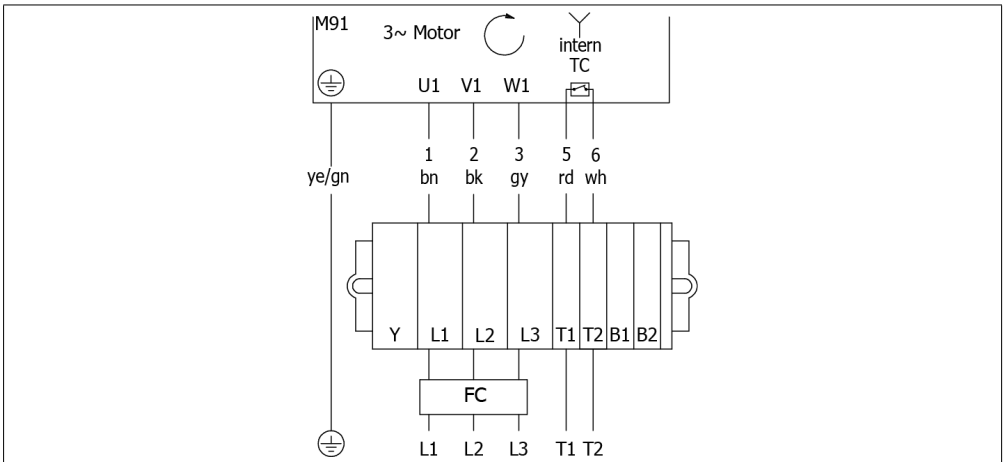 M91
3~ Motor
intern
TC
U1 V1 W1
1 2 3 5 6
ye/gn bn bk gy rd wh
Y L1 L2 L3 T1 T2 B1 B2
FC
L1 L2 L3 T1 T2